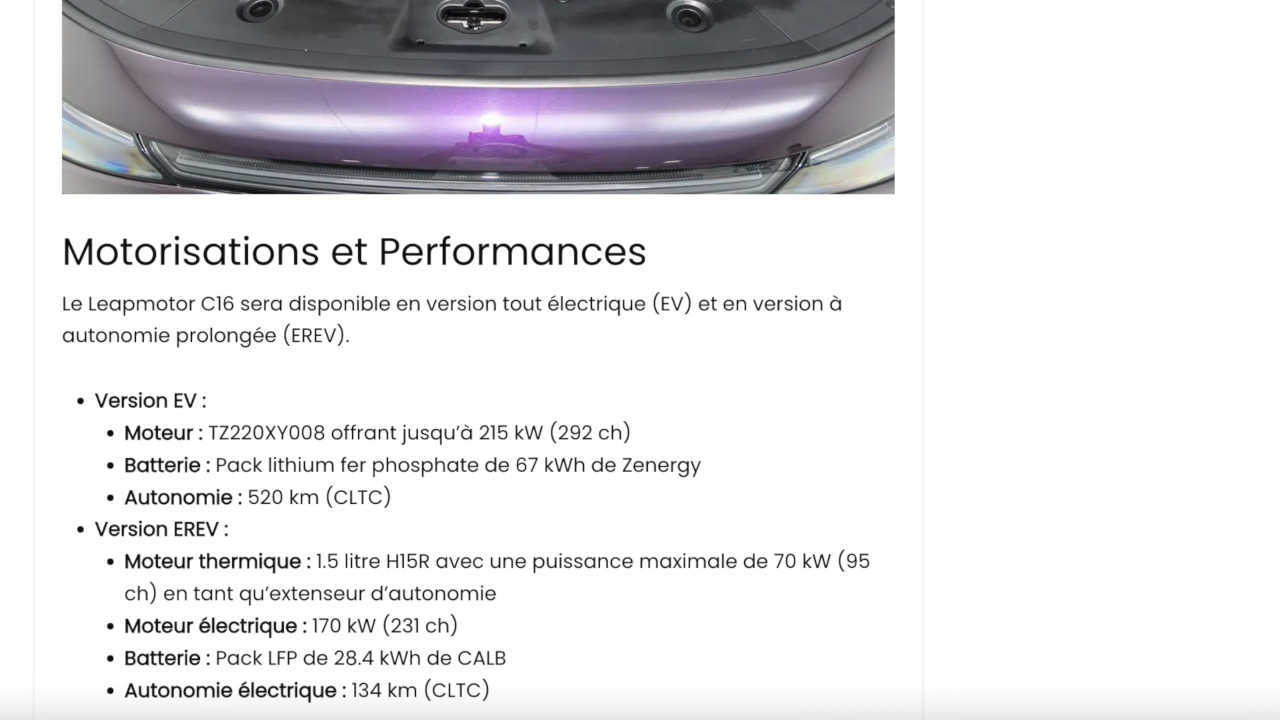 Motorisations et Performances
Le Leapmotor C16 sera disponible en version tout électrique (EV) et en version à
autonomie prolongée (EREV).
• Version EV :
• Moteur : TZ220XY008 offrant jusqu’à 215 kW (292 ch)
• Batterie : Pack lithium fer phosphate de 67 kWh de Zenergy
• Autonomie : 520 km (CLTC)
• Version EREV :
• Moteur thermique : 1.5 litre H15R avec une puissance maximale de 70 kW (95
ch) en tant qu’extenseur d’autonomie
• Moteur électrique : 170 kW (231 ch)
• Batterie : Pack LFP de 28.4 kWh de CALB
• Autonomie électrique : 134 km (CLTC)